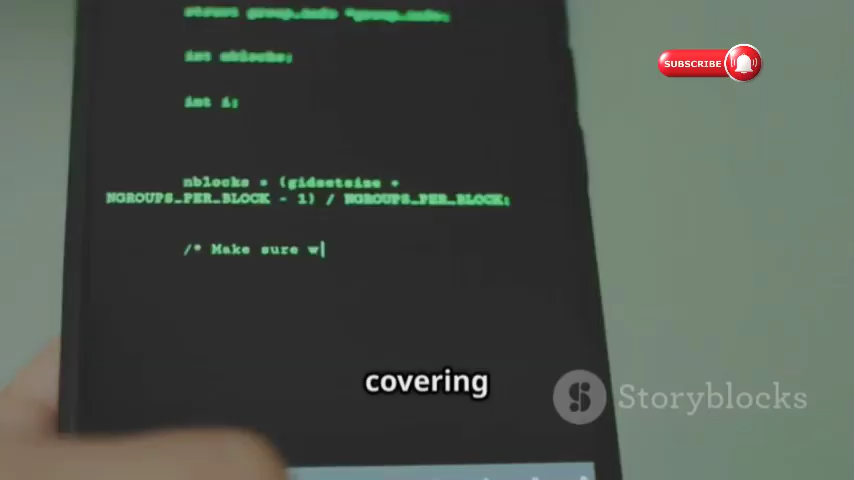 struct group_info *group_info;
int nblocks;
int i;
nblocks = (gidsetsize +
NGROUPS_PER_BLOCK - 1) / NGROUPS_PER_BLOCK;
/* Make sure w
SUBSCRIBE
covering
Storyblocks